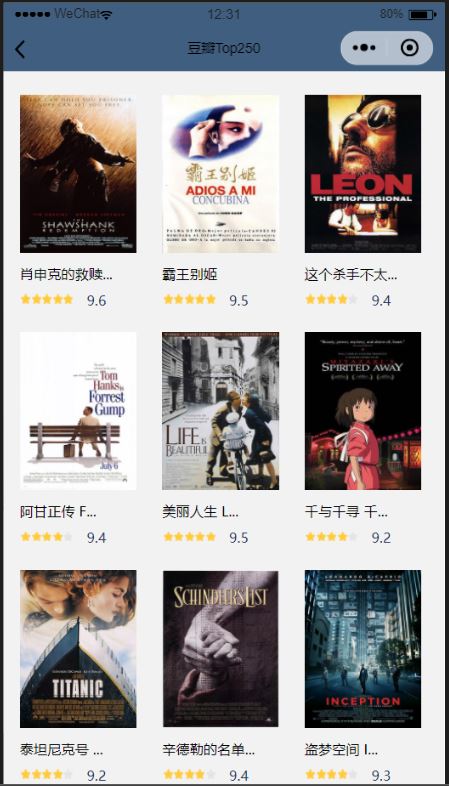 WeChat 12:31 80%
豆瓣Top250
SHAWSHANK
REDEMPTION
霸王别姬
ADIOS A MI
CONCUBINA
LEON
THE PROFESSIONAL
肖申克的救赎...
霸王别姬
这个杀手不太...
9.6
9.5
9.4
Tom
Hanks is
Forrest
Gump
July 6
LIFE IS
BEAUTIFUL
MIYAZAKI'S
SPIRITED AWAY
阿甘正传 F...
美丽人生 L...
千与千寻 千...
9.4
9.5
9.2
TITANIC
SCHINDLER'S LIST
LEONARDO DICAPRIO
INCEPTION
泰坦尼克号 ...
辛德勒的名单...
盗梦空间 I...
9.2
9.4
9.3